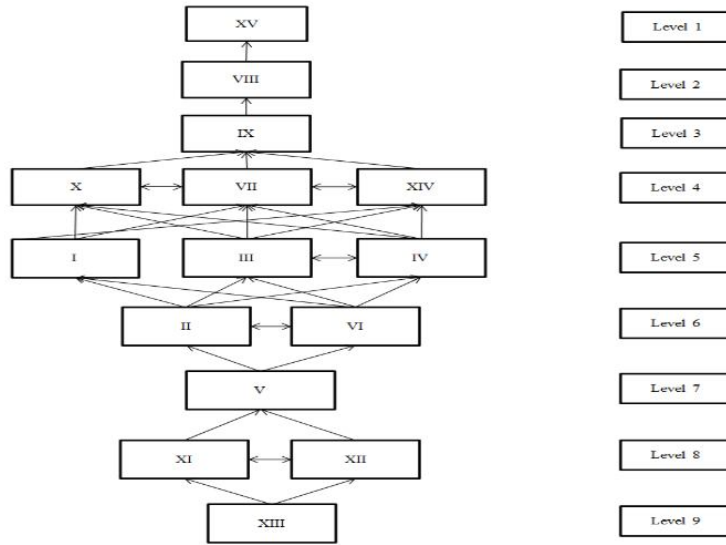 XV
Level 1
VIII
Level 2
IX
Level 3
X
VII
XIV
Level 4
I
III
IV
Level 5
II
VI
Level 6
V
Level 7
XI
XII
Level 8
XIII
Level 9